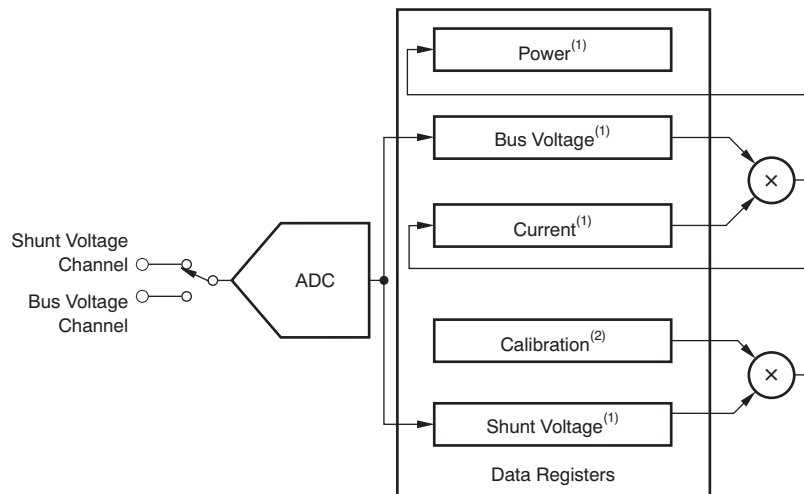 Power(1)
Bus Voltage(1)
×
Current(1)
Shunt Voltage
Channel
ADC
Bus Voltage
Channel
Calibration(2)
×
Shunt Voltage(1)
Data Registers